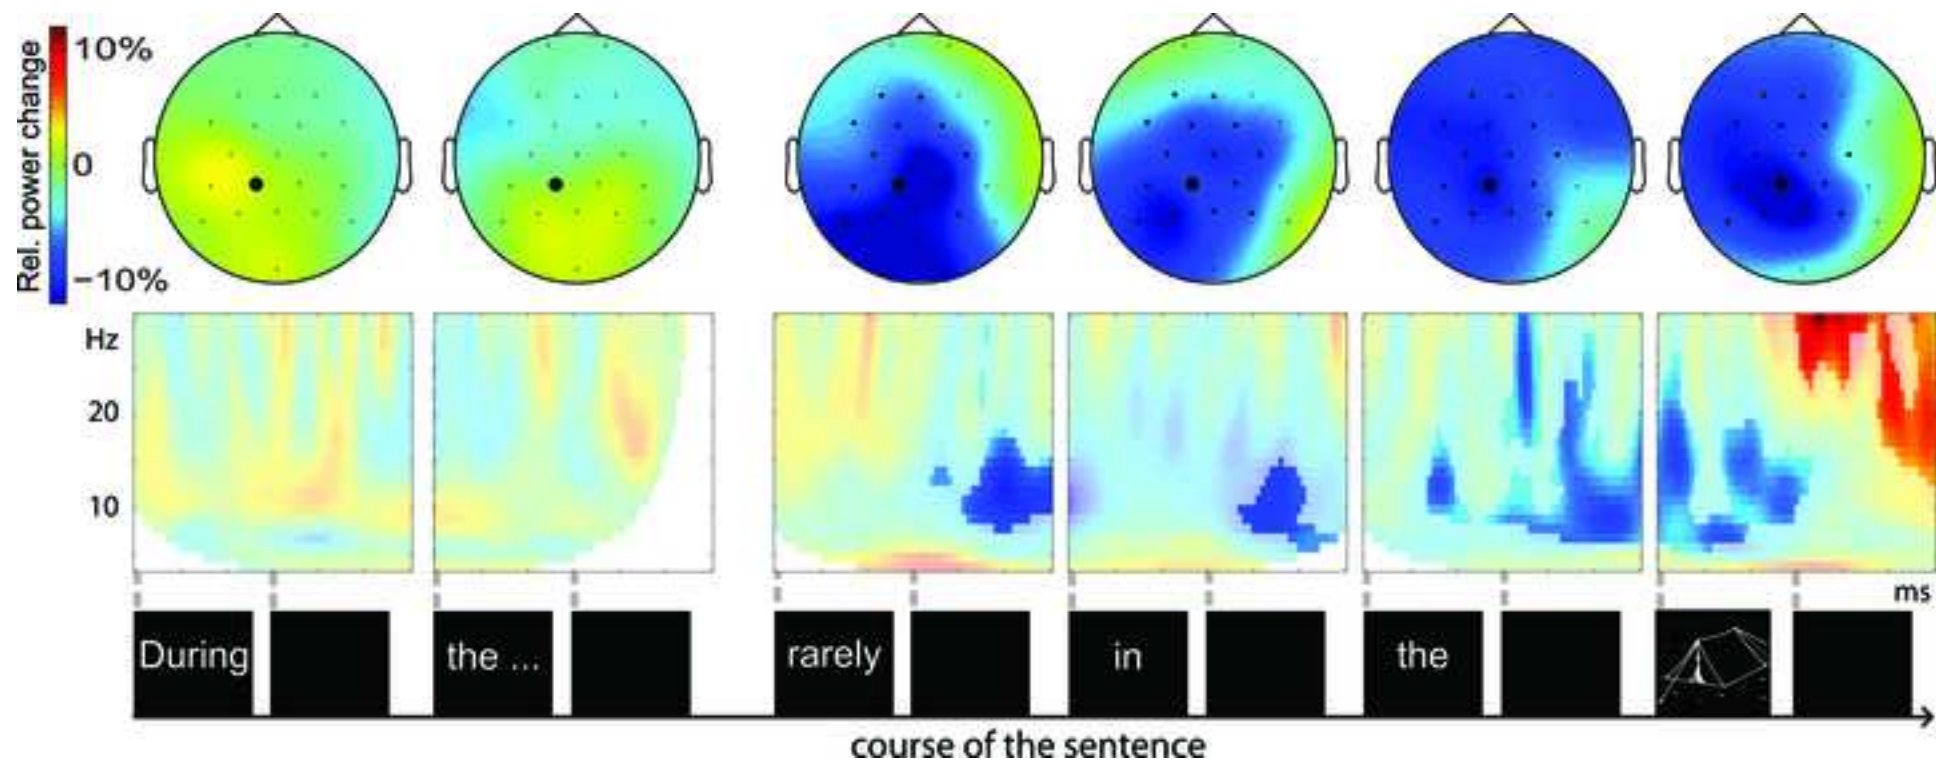 Rel. power change
10%
0
−10%
Hz
20
10
ms
During
the ...
rarely
in
the
course of the sentence